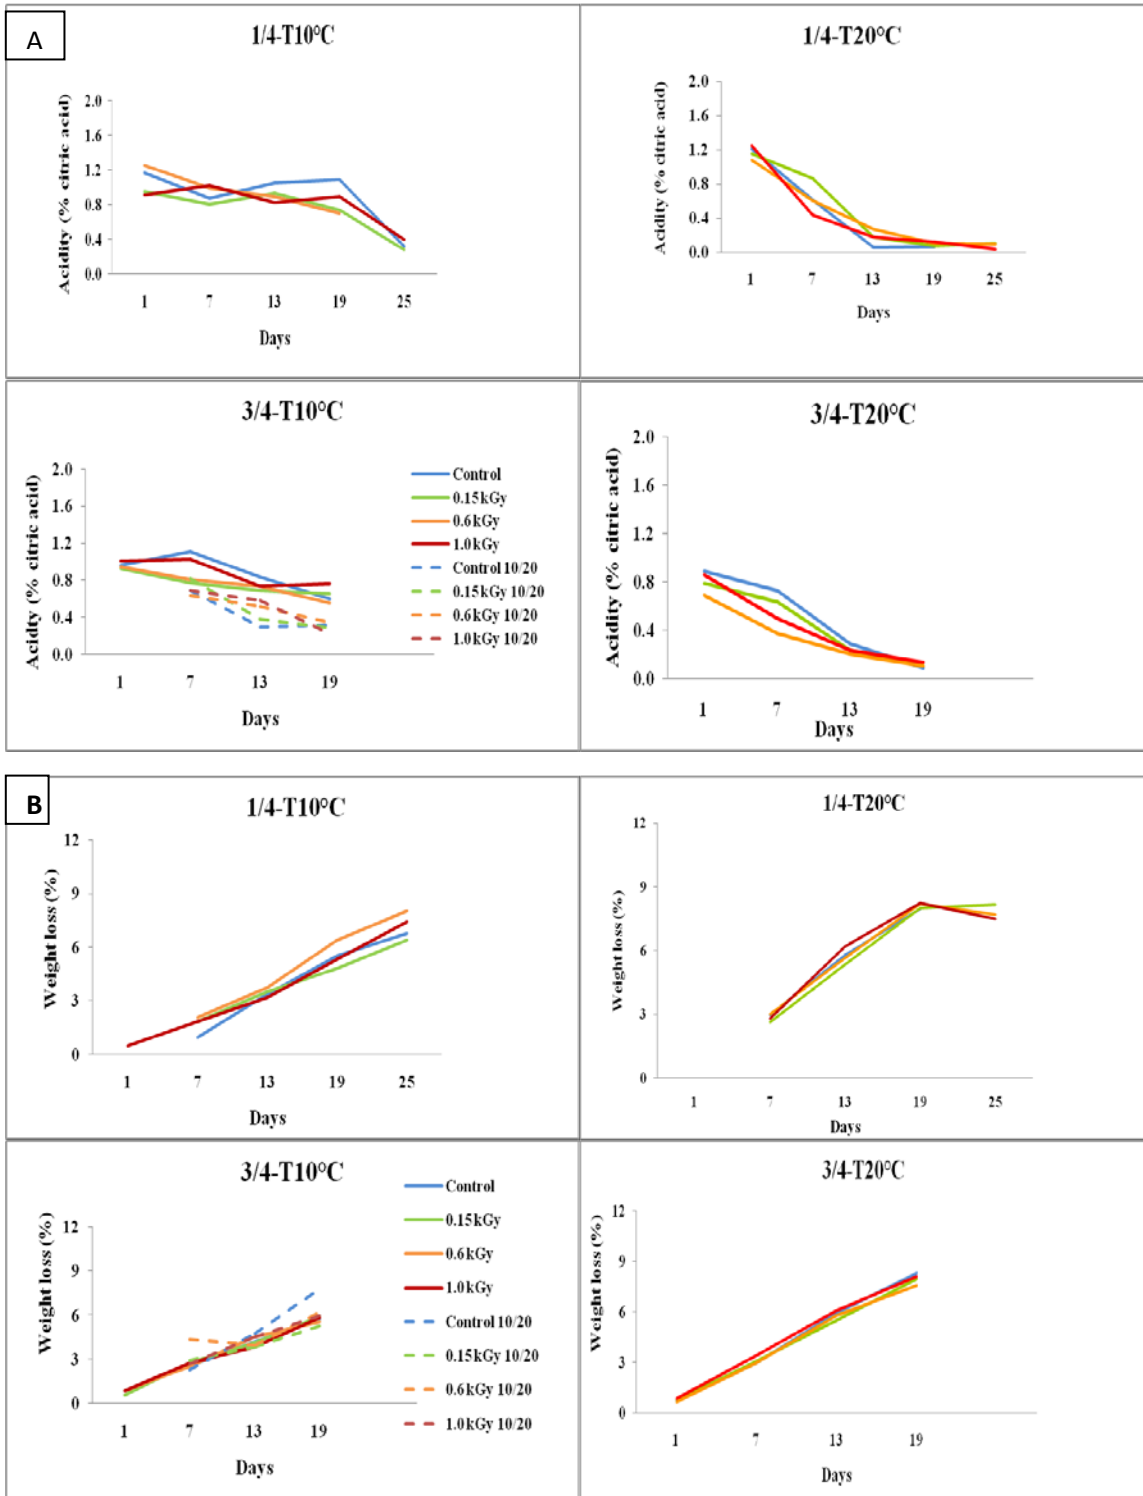 A
1/4-T10°C
Acidity (% citric acid)
2.0
1.6
1.2
0.8
0.4
0.0
1 7 13 19 25
Days
1/4-T20°C
Acidity (% citric acid)
2.0
1.6
1.2
0.8
0.4
0.0
1 7 13 19 25
Days
3/4-T10°C
Acidty (% citric acid)
2.0
1.6
1.2
0.8
0.4
0.0
1 7 13 19
Days
Control
0.15kGy
0.6kGy
1.0kGy
Control 10/20
0.15kGy 10/20
0.6kGy 10/20
1.0kGy 10/20
3/4-T20°C
Acidity (% citric acid)
2.0
1.6
1.2
0.8
0.4
0.0
1 7 13 19
Days
B
1/4-T10°C
Weight loss (%)
12
9
6
3
0
1 7 13 19 25
Days
1/4-T20°C
Weight loss (%)
12
9
6
3
0
1 7 13 19 25
Days
3/4-T10°C
Weight loss (%)
12
9
6
3
0
1 7 13 19
Days
Control
0.15kGy
0.6kGy
1.0kGy
Control 10/20
0.15kGy 10/20
0.6kGy 10/20
1.0kGy 10/20
3/4-T20°C
Weight loss (%)
12
9
6
3
0
1 7 13 19
Days